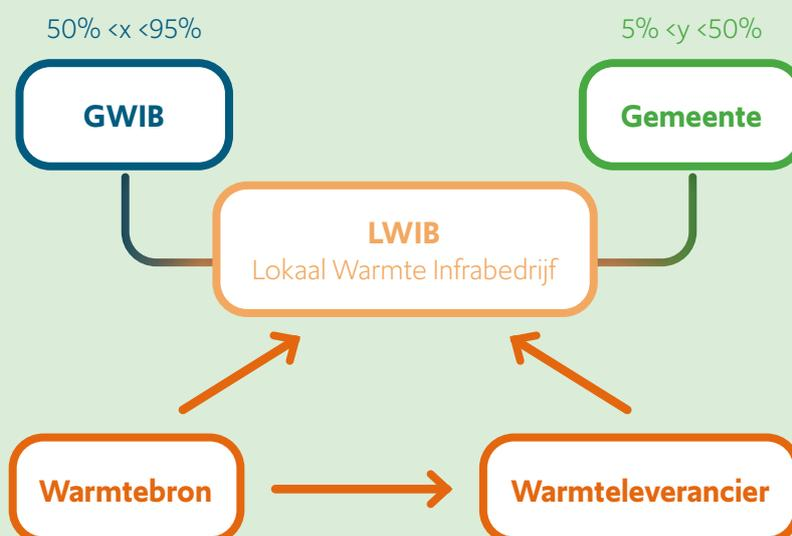 50% <x <95%
5% <y <50%
GWIB
Gemeente
LWIB
Lokaal Warmte Infrabedrijf
Warmtebron
Warmteleverancier